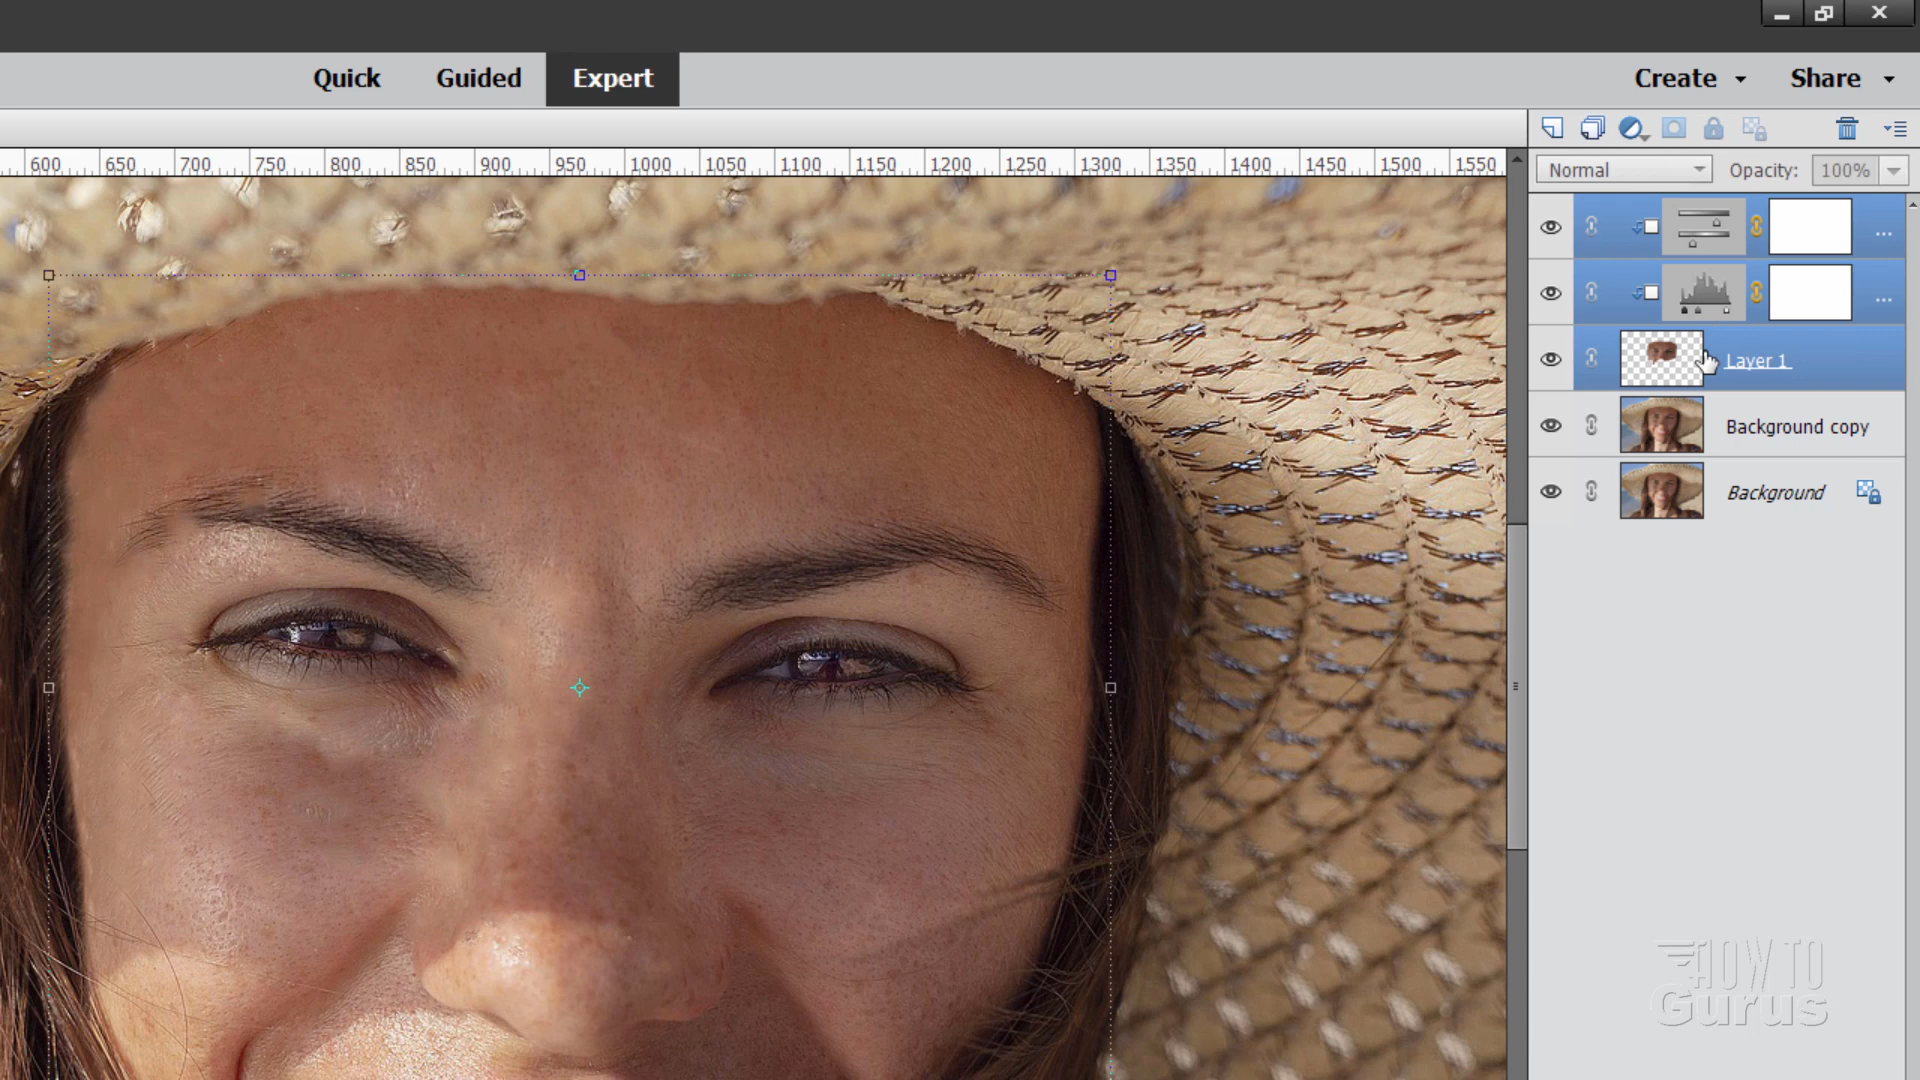 Quick Guided Expert Create Share
600 650 700 750 800 850 900 950 1000 1050 1100 1150 1200 1250 1300 1350 1400 1450 1500 1550
Normal Opacity: 100%
...
...
Layer 1
Background copy
Background
HOW TO
Gurus